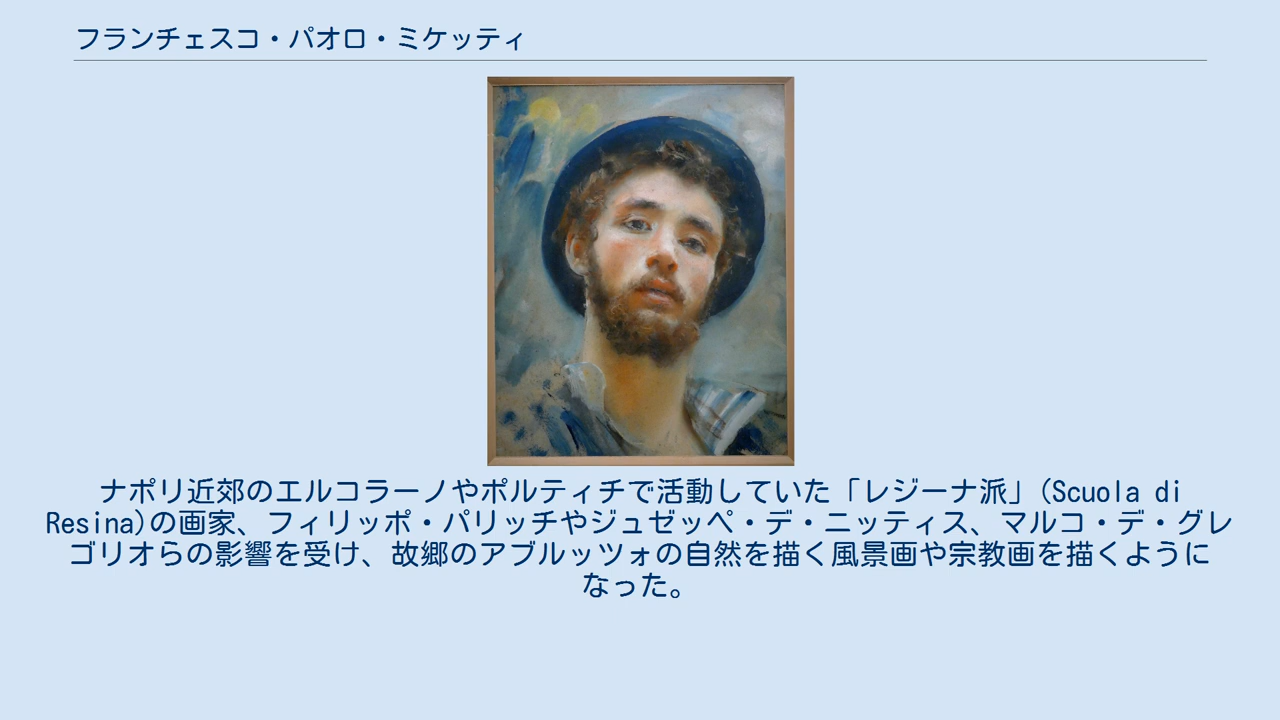 フランチェスコ・パオロ・ミケッティ
ナポリ近郊のエルコラーノやポルティチで活動していた「レジーナ派」(Scuola di
Resina)の画家、フィリッポ・パリッチやジュゼッペ・デ・ニッティス、マルコ・デ・グレ
ゴリオらの影響を受け、故郷のアブルッツォの自然を描く風景画や宗教画を描くように
なった。